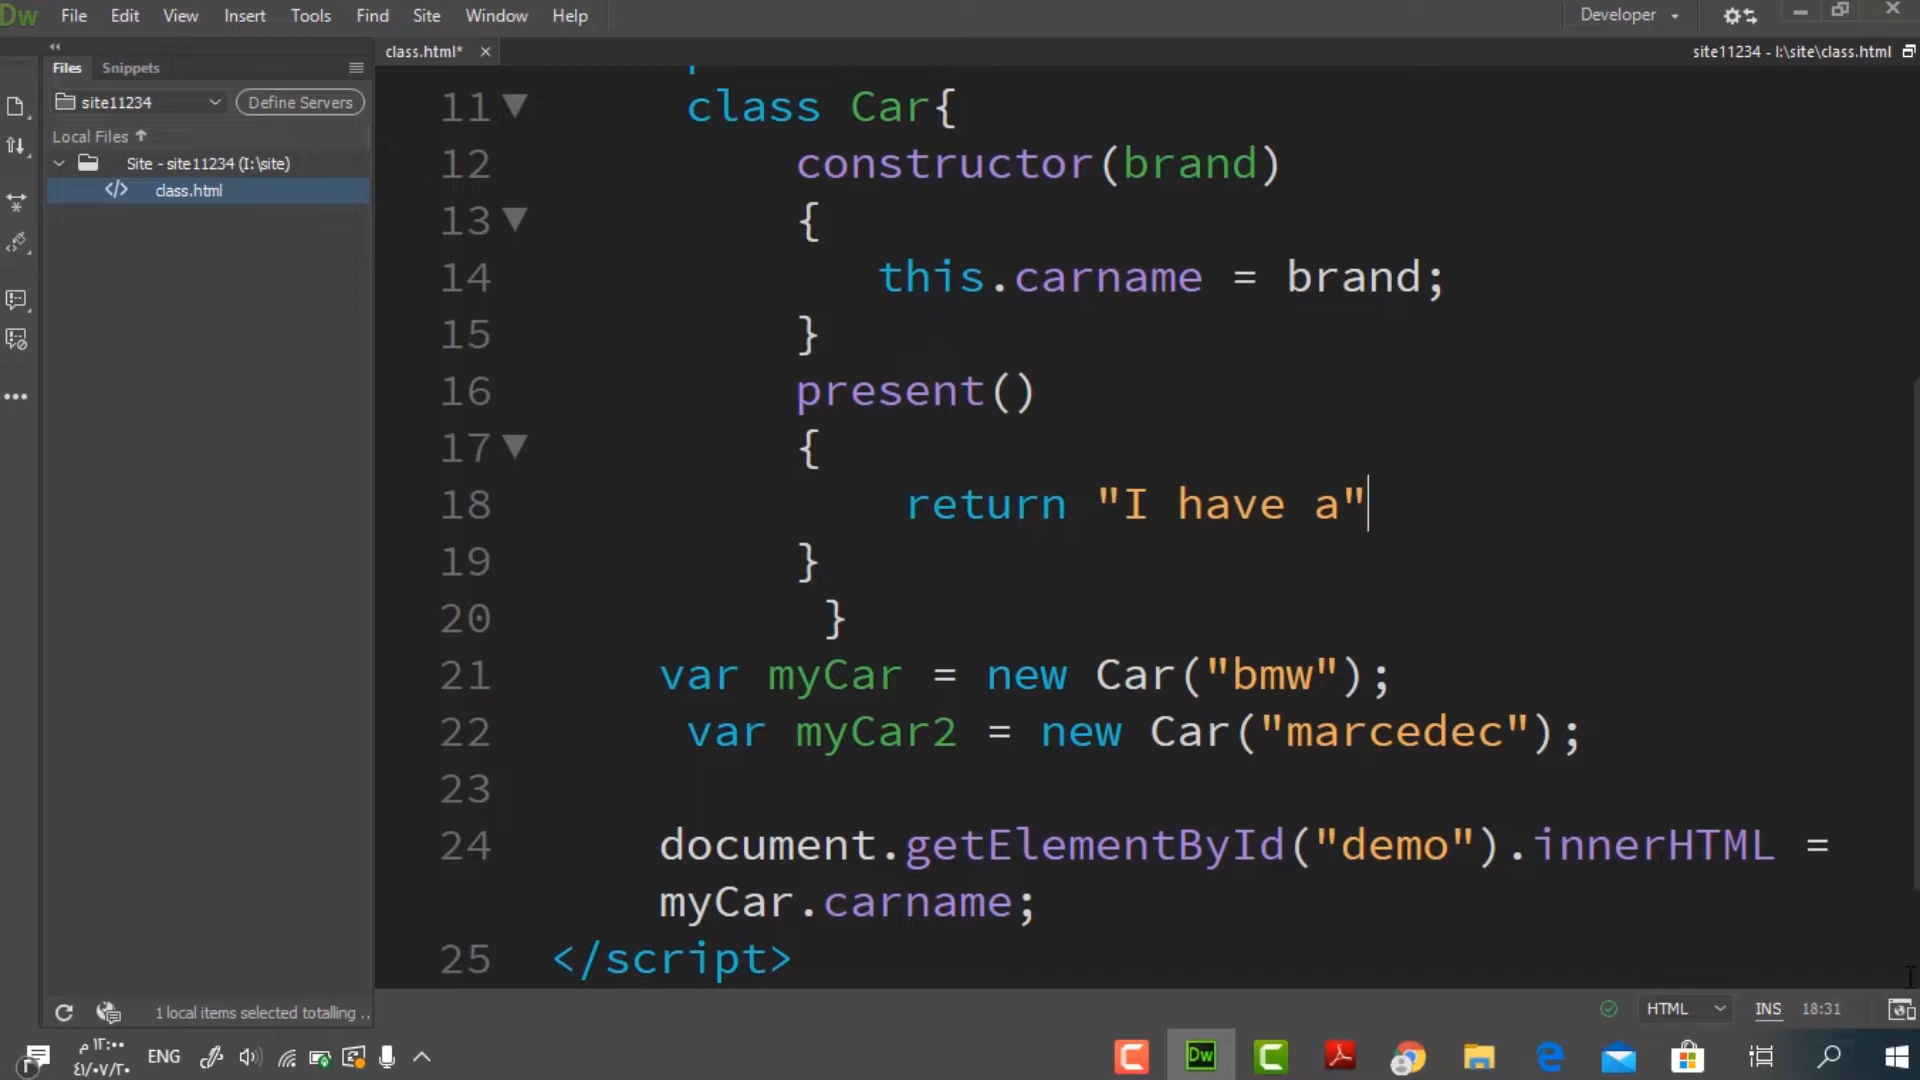 Dw File Edit View Insert Tools Find Site Window Help Developer
class.html* site11234 - I:\site\class.html
Files Snippets
site11234 Define Servers
Local Files
Site - site11234 (I:\site)
</> class.html
11 class Car{
12 constructor(brand)
13 {
14 this.carname = brand;
15 }
16 present()
17 {
18 return "I have a"
19 }
20 }
21 var myCar = new Car("bmw");
22 var myCar2 = new Car("marcedec");
23
24 document.getElementById("demo").innerHTML =
myCar.carname;
25 </script>
1 local items selected totalling ..
HTML INS 18:31
ENG
Dw